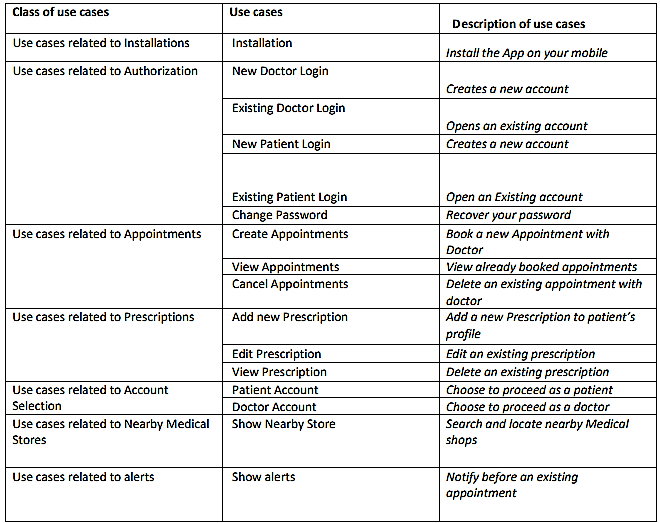 Class of use cases
Use cases
Description of use cases
Use cases related to Installations
Installation
Install the App on your mobile
Use cases related to Authorization
New Doctor Login
Creates a new account
Existing Doctor Login
Opens an existing account
New Patient Login
Creates a new account
Existing Patient Login
Open an Existing account
Change Password
Recover your password
Use cases related to Appointments
Create Appointments
Book a new Appointment with
Doctor
View Appointments
View already booked appointments
Cancel Appointments
Delete an existing appointment with
doctor
Use cases related to Prescriptions
Add new Prescription
Add a new Prescription to patient's
profile
Edit Prescription
Edit an existing prescription
View Prescription
Delete an existing prescription
Use cases related to Account
Selection
Patient Account
Choose to proceed as a patient
Doctor Account
Choose to proceed as a doctor
Use cases related to Nearby Medical
Stores
Show Nearby Store
Search and locate nearby Medical
shops
Use cases related to alerts
Show alerts
Notify before an existing
appointment